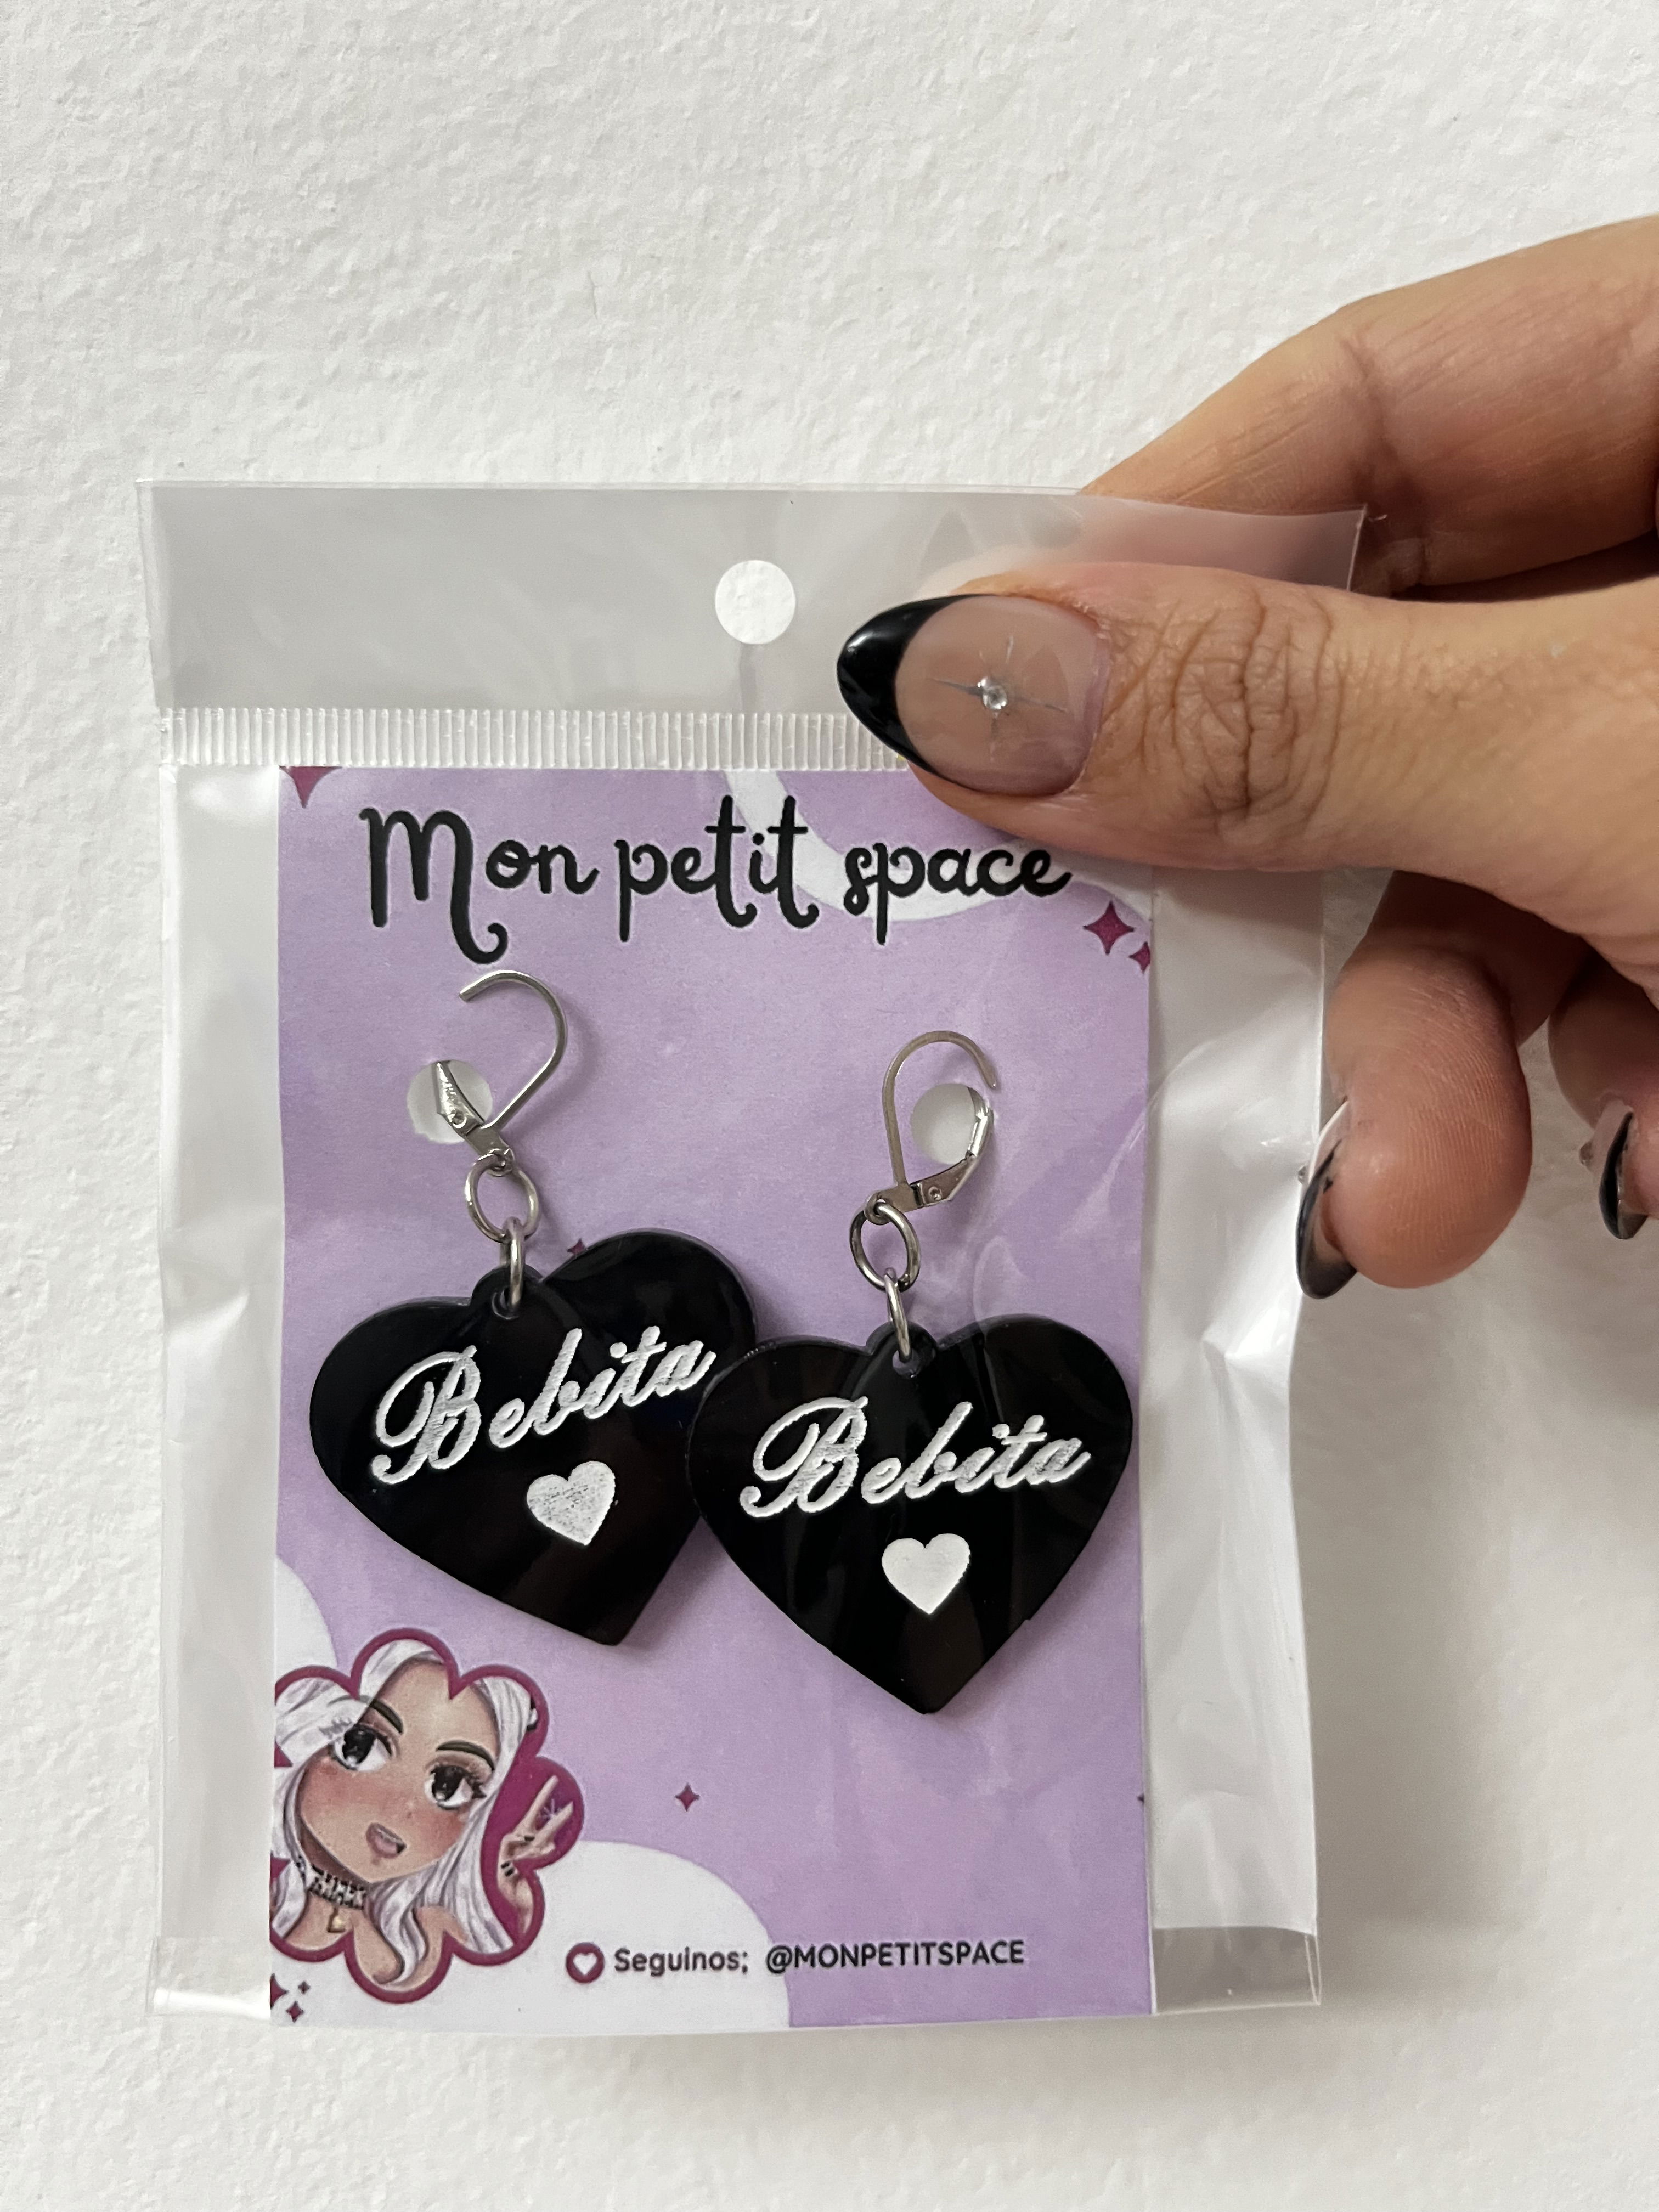 Mon petit space
Bebita
Bebita
Seguinos; @MONPETITSPACE